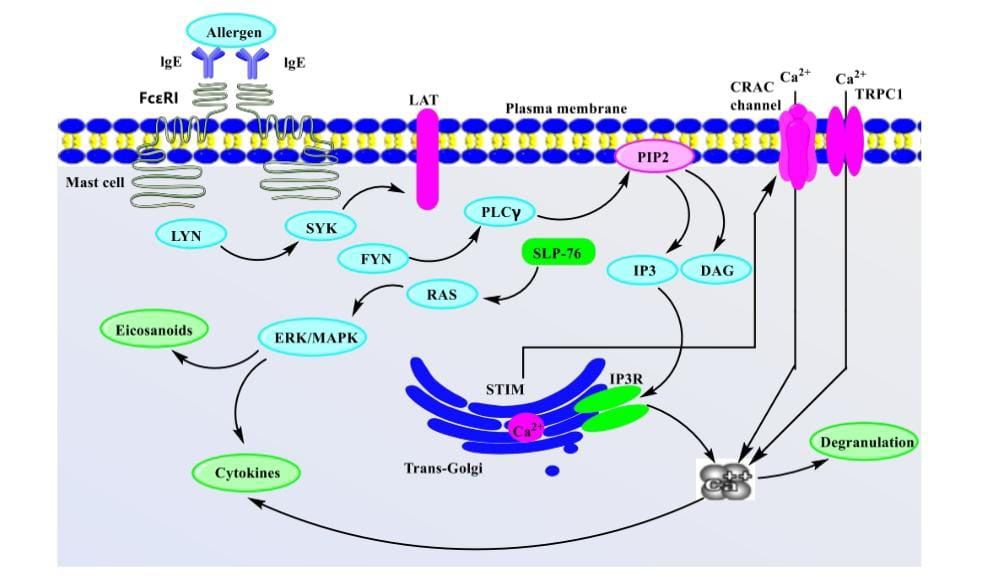 Allergen
IgE
IgE
FcεRI
LAT
Plasma membrane
CRAC
channel
Ca2+
Ca2+
TRPC1
PIP2
Mast cell
LYN
SYK
PLCγ
FYN
SLP-76
IP3
DAG
RAS
Eicosanoids
ERK/MAPK
STIM
IP3R
Ca2+
Trans-Golgi
Cytokines
Ca++
Degranulation